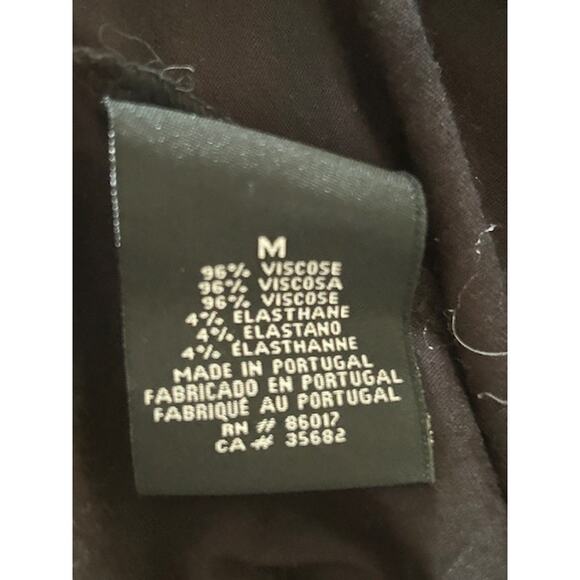 M
96% VISCOSE
96% VISCOSA
96% VISCOSE
4% ELASTHANE
4% ELASTANO
4% ÉLASTHANNE
MADE IN PORTUGAL
FABRICADO EN PORTUGAL
FABRIQUÉ AU PORTUGAL
RN # 86017
CA # 35682